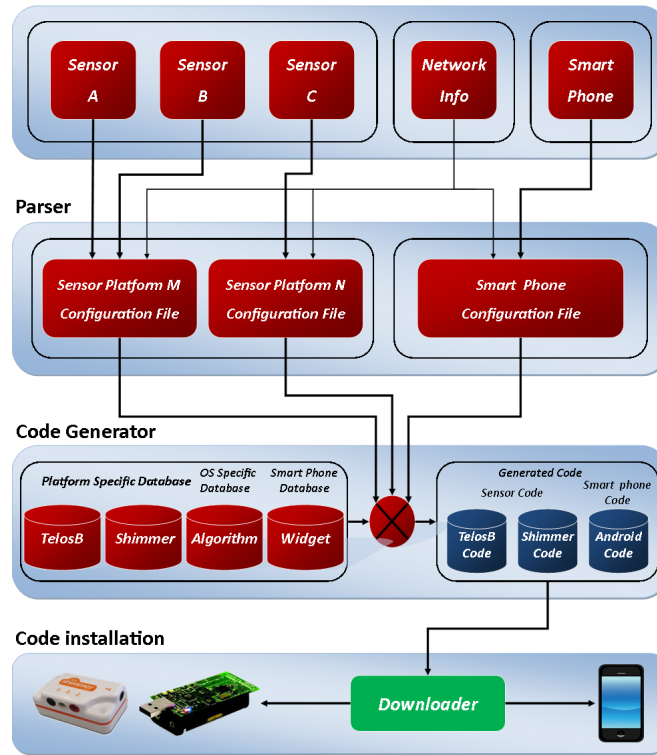 Sensor
A
Sensor
B
Sensor
C
Network
Info
Smart
Phone
Parser
Sensor Platform M
Configuration File
Sensor Platform N
Configuration File
Smart Phone
Configuration File
Code Generator
Platform Specific Database
OS Specific
Database
Smart Phone
Database
TelosB
Shimmer
Algorithm
Widget
Generated Code
Sensor Code
Smart phone
Code
TelosB
Code
Shimmer
Code
Android
Code
Code installation
shimmer
Downloader